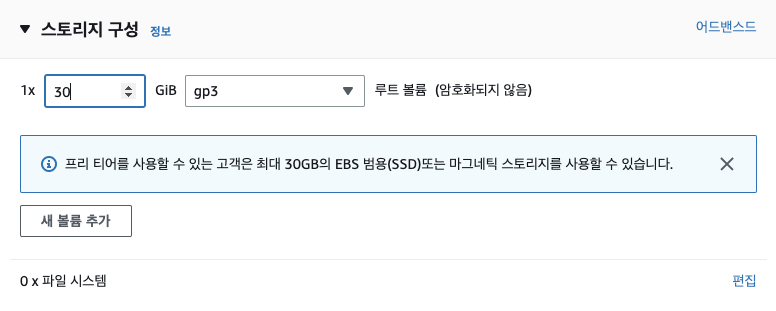 스토리지 구성 정보 어드밴스드
1x 30 GiB gp3 루트 볼륨 (암호화되지 않음)
프리 티어를 사용할 수 있는 고객은 최대 30GB의 EBS 범용(SSD)또는 마그네틱 스토리지를 사용할 수 있습니다.
새 볼륨 추가
0 x 파일 시스템 편집